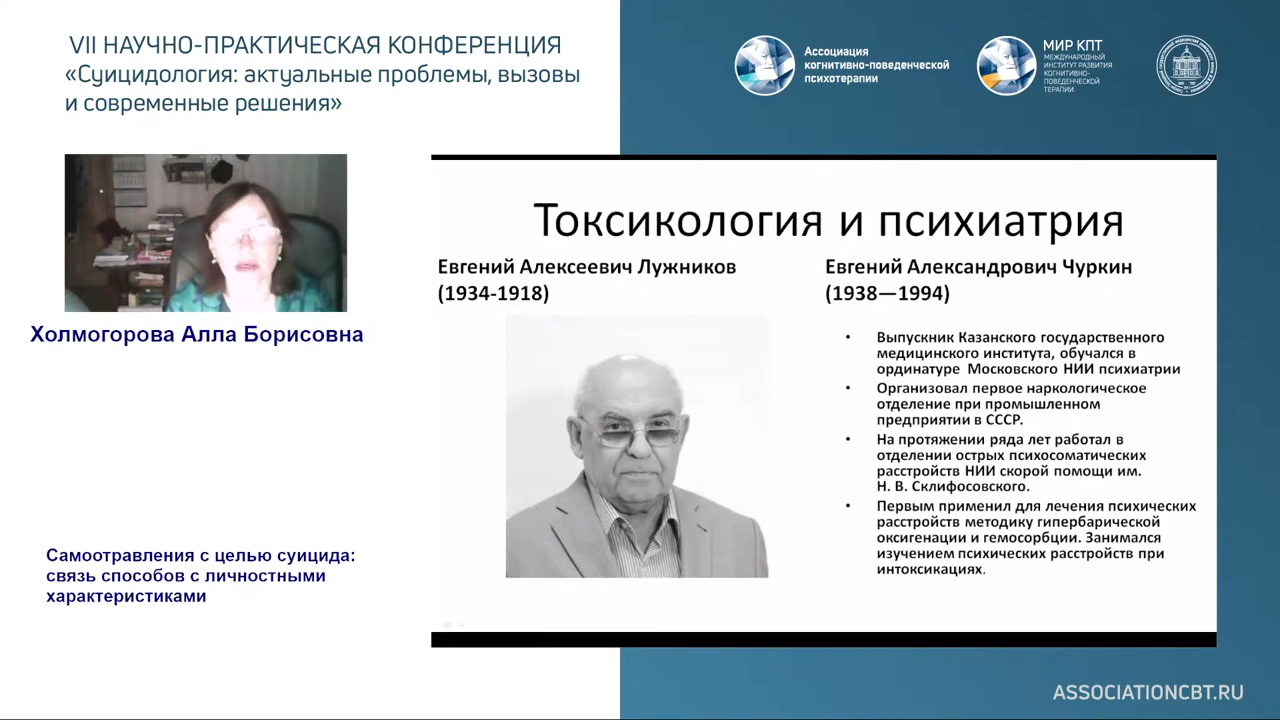 VII НАУЧНО-ПРАКТИЧЕСКАЯ КОНФЕРЕНЦИЯ
«Суицидология: актуальные проблемы, вызовы
и современные решения»
Ассоциация
когнитивно-поведенческой
психотерапии
МИР КПТ
МЕЖДУНАРОДНЫЙ
ИНСТИТУТ РАЗВИТИЯ
КОГНИТИВНО-
ПОВЕДЕНЧЕСКОЙ
ТЕРАПИИ
Холмогорова Алла Борисовна
Самоотравления с целью суицида:
связь способов с личностными
характеристиками
Токсикология и психиатрия
Евгений Алексеевич Лужников
(1934-1918)
Евгений Александрович Чуркин
(1938—1994)
• Выпускник Казанского государственного
медицинского института, обучался в
ординатуре Московского НИИ психиатрии
• Организовал первое наркологическое
отделение при промышленном
предприятии в СССР.
• На протяжении ряда лет работал в
отделении острых психосоматических
расстройств НИИ скорой помощи им.
Н. В. Склифосовского.
• Первым применил для лечения психических
расстройств методику гипербарической
оксигенации и гемосорбции. Занимался
изучением психических расстройств при
интоксикациях.
ASSOCIATIONCBT.RU